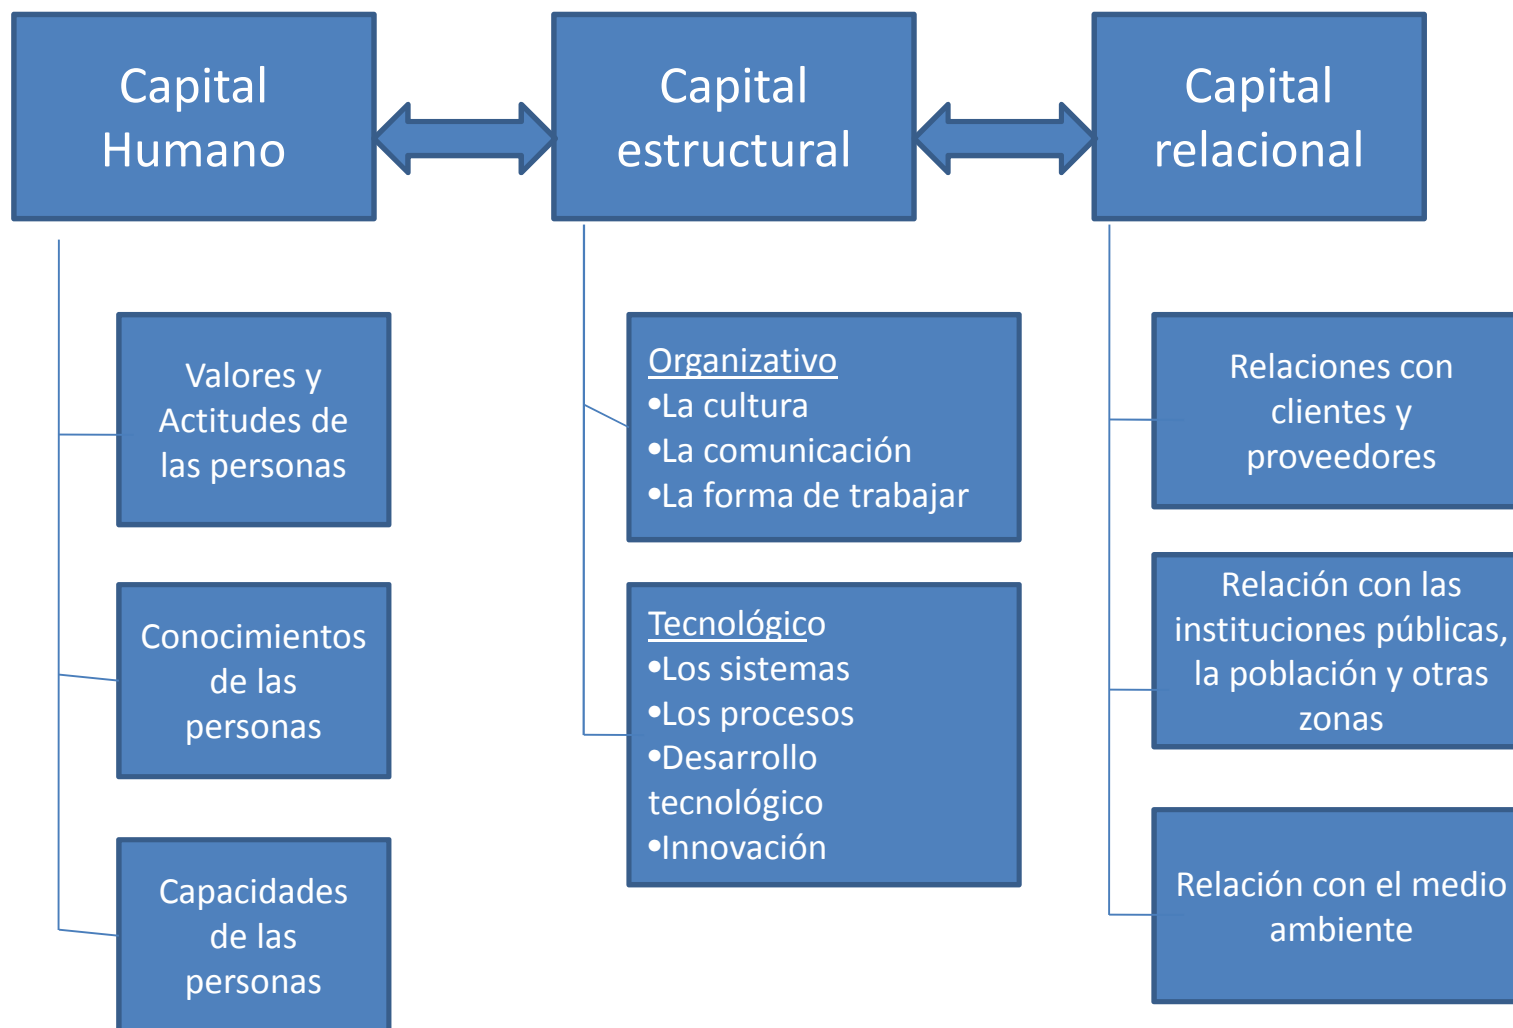 Capital
Humano
Capital
estructural
Capital
relacional
Valores y
Actitudes de
las personas
Conocimientos
de las
personas
Capacidades
de las
personas
Organizativo
•La cultura
•La comunicación
•La forma de trabajar
Tecnológico
•Los sistemas
•Los procesos
•Desarrollo
tecnológico
•Innovación
Relaciones con
clientes y
proveedores
Relación con las
instituciones públicas,
la población y otras
zonas
Relación con el medio
ambiente